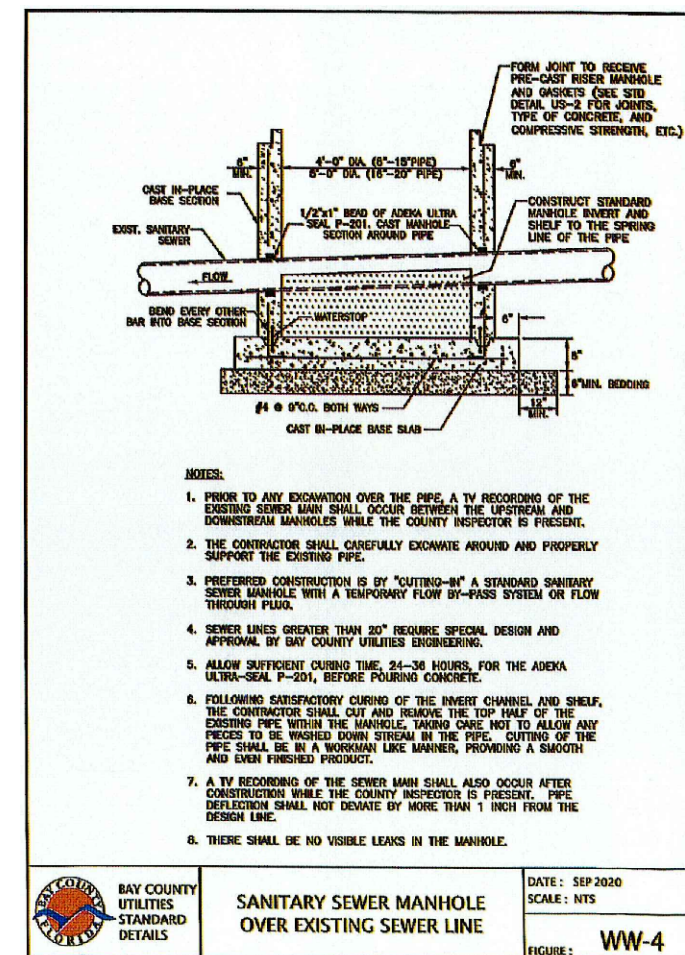 FORM JOINT TO RECEIVE
PRE-CAST RISER MANHOLE
AND GASKETS (SEE STD
DETAIL US-2 FOR JOINTS,
TYPE OF CONCRETE, AND
COMPRESSIVE STRENGTH, ETC.)
MIN.
4'-0" DIA. (8"-15"PIPE)
5'-0" DIA. (16"-20" PIPE)
MIN.
CAST IN-PLACE
BASE SECTION
1/2"x1" BEAD OF ADEKA ULTRA
SEAL P-201. CAST MANHOLE
SECTION AROUND PIPE
CONSTRUCT STANDARD
MANHOLE INVERT AND
SHELF TO THE SPRING
LINE OF THE PIPE
EXIST. SANITARY
SEWER
FLOW
BEND EVERY OTHER
BAR INTO BASE SECTION
WATERSTOP
6"
MIN. BEDDING
#4 @ 9"C.C. BOTH WAYS
12"
MIN.
CAST IN-PLACE BASE SLAB
NOTES:
1. PRIOR TO ANY EXCAVATION OVER THE PIPE, A TV RECORDING OF THE
EXISTING SEWER MAIN SHALL OCCUR BETWEEN THE UPSTREAM AND
DOWNSTREAM MANHOLES WHILE THE COUNTY INSPECTOR IS PRESENT.
2. THE CONTRACTOR SHALL CAREFULLY EXCAVATE AROUND AND PROPERLY
SUPPORT THE EXISTING PIPE.
3. PREFERRED CONSTRUCTION IS BY "CUTTING-IN" A STANDARD SANITARY
SEWER MANHOLE WITH A TEMPORARY FLOW BY-PASS SYSTEM OR FLOW
THROUGH PLUG.
4. SEWER LINES GREATER THAN 20" REQUIRE SPECIAL DESIGN AND
APPROVAL BY BAY COUNTY UTILITIES ENGINEERING.
5. ALLOW SUFFICIENT CURING TIME, 24-36 HOURS, FOR THE ADEKA
ULTRA-SEAL P-201, BEFORE POURING CONCRETE.
6. FOLLOWING SATISFACTORY CURING OF THE INVERT CHANNEL AND SHELF,
THE CONTRACTOR SHALL CUT AND REMOVE THE TOP HALF OF THE
EXISTING PIPE WITHIN THE MANHOLE, TAKING CARE NOT TO ALLOW ANY
PIECES TO BE WASHED DOWN STREAM IN THE PIPE. CUTTING OF THE
PIPE SHALL BE IN A WORKMAN LIKE MANNER, PROVIDING A SMOOTH
AND EVEN FINISHED PRODUCT.
7. A TV RECORDING OF THE SEWER MAIN SHALL ALSO OCCUR AFTER
CONSTRUCTION WHILE THE COUNTY INSPECTOR IS PRESENT. PIPE
DEFLECTION SHALL NOT DEVIATE BY MORE THAN 1 INCH FROM THE
DESIGN LINE.
8. THERE SHALL BE NO VISIBLE LEAKS IN THE MANHOLE.
BAY COUNTY
FLORIDA
BAY COUNTY
UTILITIES
STANDARD
DETAILS
SANITARY SEWER MANHOLE
OVER EXISTING SEWER LINE
DATE : SEP 2020
SCALE : NTS
FIGURE : WW-4